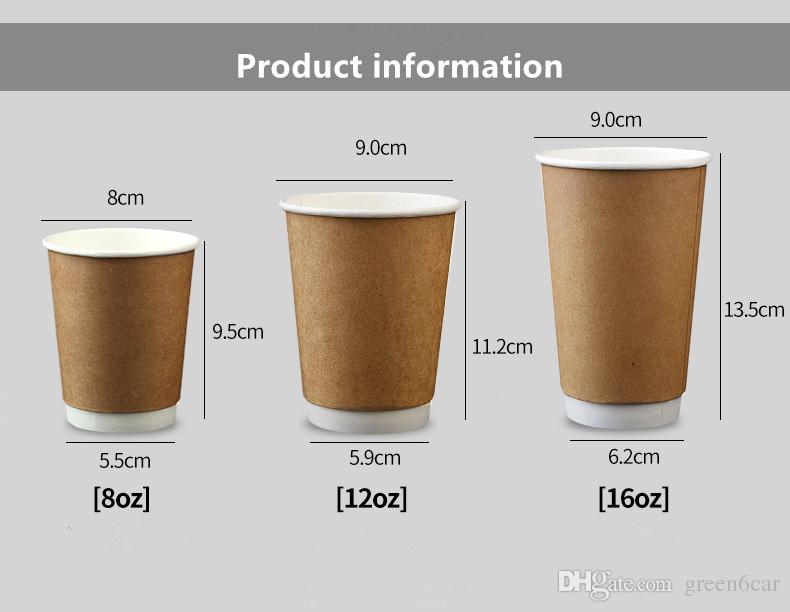 Product information
8cm
9.5cm
5.5cm
[8oz]
9.0cm
11.2cm
5.9cm
[12oz]
9.0cm
13.5cm
6.2cm
[16oz]
DHgate.com green6car